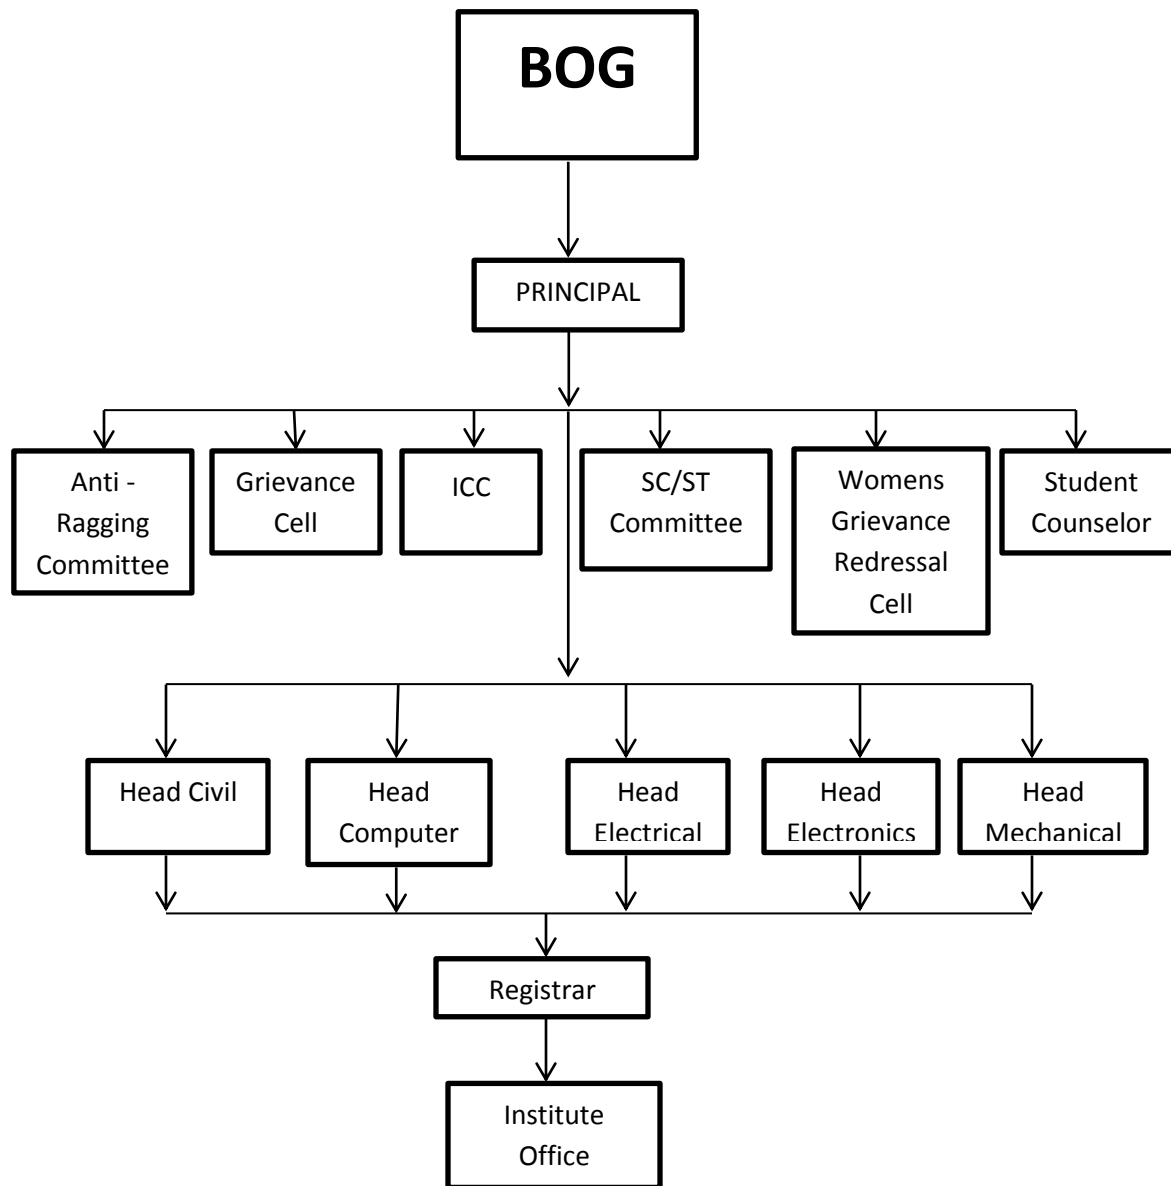 BOG
PRINCIPAL
Anti -
Ragging
Committee
Grievance
Cell
ICC
SC/ST
Committee
Womens
Grievance
Redressal
Cell
Student
Counselor
Head Civil
Head
Computer
Head
Electrical
Head
Electronics
Head
Mechanical
Registrar
Institute
Office